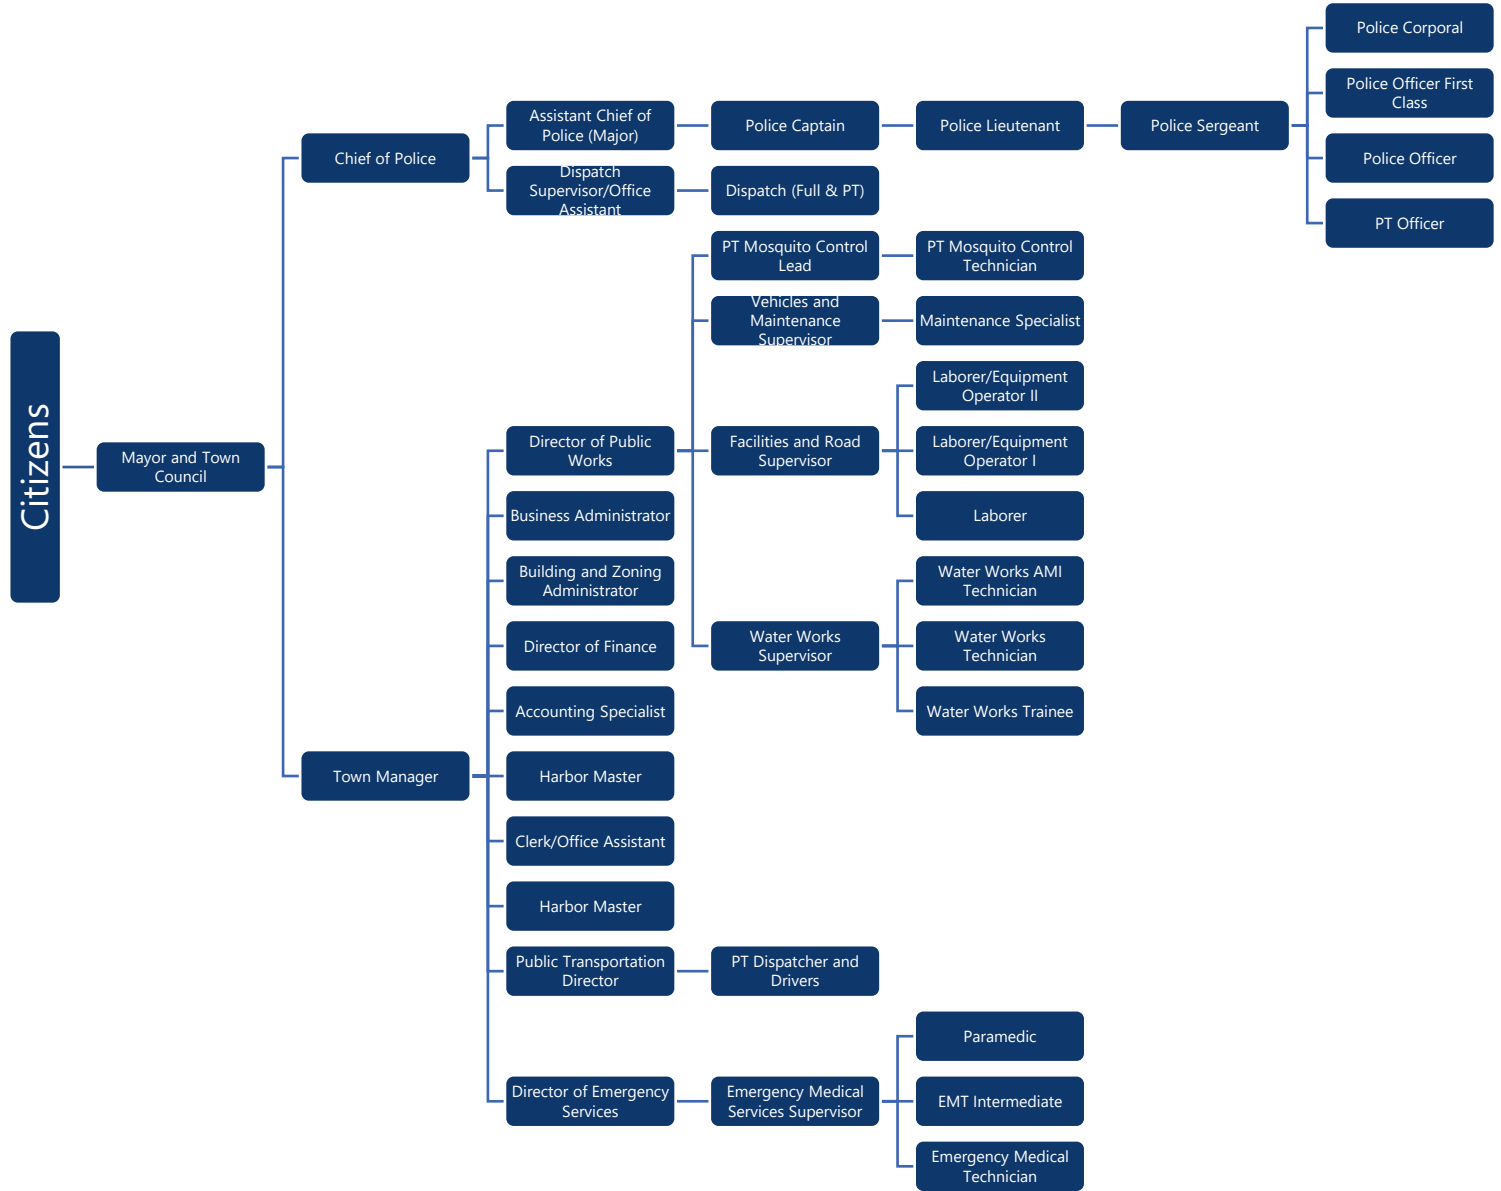 Citizens
Mayor and Town
Council
Chief of Police
Assistant Chief of
Police (Major)
Police Captain
Police Lieutenant
Police Sergeant
Police Corporal
Police Officer First
Class
Police Officer
PT Officer
Dispatch
Supervisor/Office
Assistant
Dispatch (Full & PT)
Town Manager
Director of Public
Works
PT Mosquito Control
Lead
PT Mosquito Control
Technician
Vehicles and
Maintenance
Supervisor
Maintenance Specialist
Facilities and Road
Supervisor
Laborer/Equipment
Operator II
Laborer/Equipment
Operator I
Laborer
Water Works
Supervisor
Water Works AMI
Technician
Water Works
Technician
Water Works Trainee
Business Administrator
Building and Zoning
Administrator
Director of Finance
Accounting Specialist
Harbor Master
Clerk/Office Assistant
Harbor Master
Public Transportation
Director
PT Dispatcher and
Drivers
Director of Emergency
Services
Emergency Medical
Services Supervisor
Paramedic
EMT Intermediate
Emergency Medical
Technician